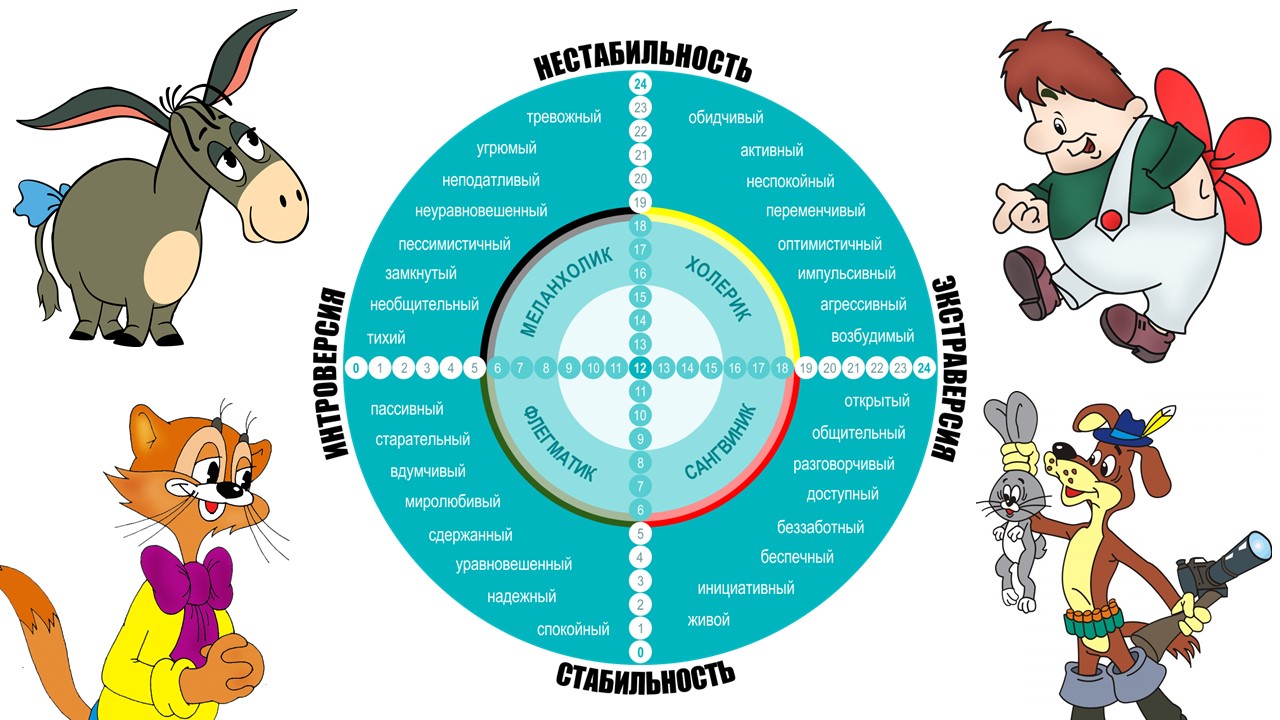 НЕСТАБИЛЬНОСТЬ
24
23
22
21
20
19
18
17
16
15
14
13
тревожный
угрюмый
неподатливый
неуравновешенный
пессимистичный
замкнутый
необщительный
тихий
обидчивый
активный
неспокойный
переменчивый
оптимистичный
импульсивный
агрессивный
возбудимый
МЕЛАНХОЛИК
ХОЛЕРИК
ИНТРОВЕРСИЯ
0 1 2 3 4 5 6 7 8 9 10 11 12 13 14 15 16 17 18 19 20 21 22 23 24
ЭКСТРАВЕРСИЯ
ФЛЕГМАТИК
САНГВИНИК
пассивный
старательный
вдумчивый
миролюбивый
сдержанный
уравновешенный
надежный
спокойный
открытый
общительный
разговорчивый
доступный
беззаботный
беспечный
инициативный
живой
11
10
9
8
7
6
5
4
3
2
1
0
СТАБИЛЬНОСТЬ